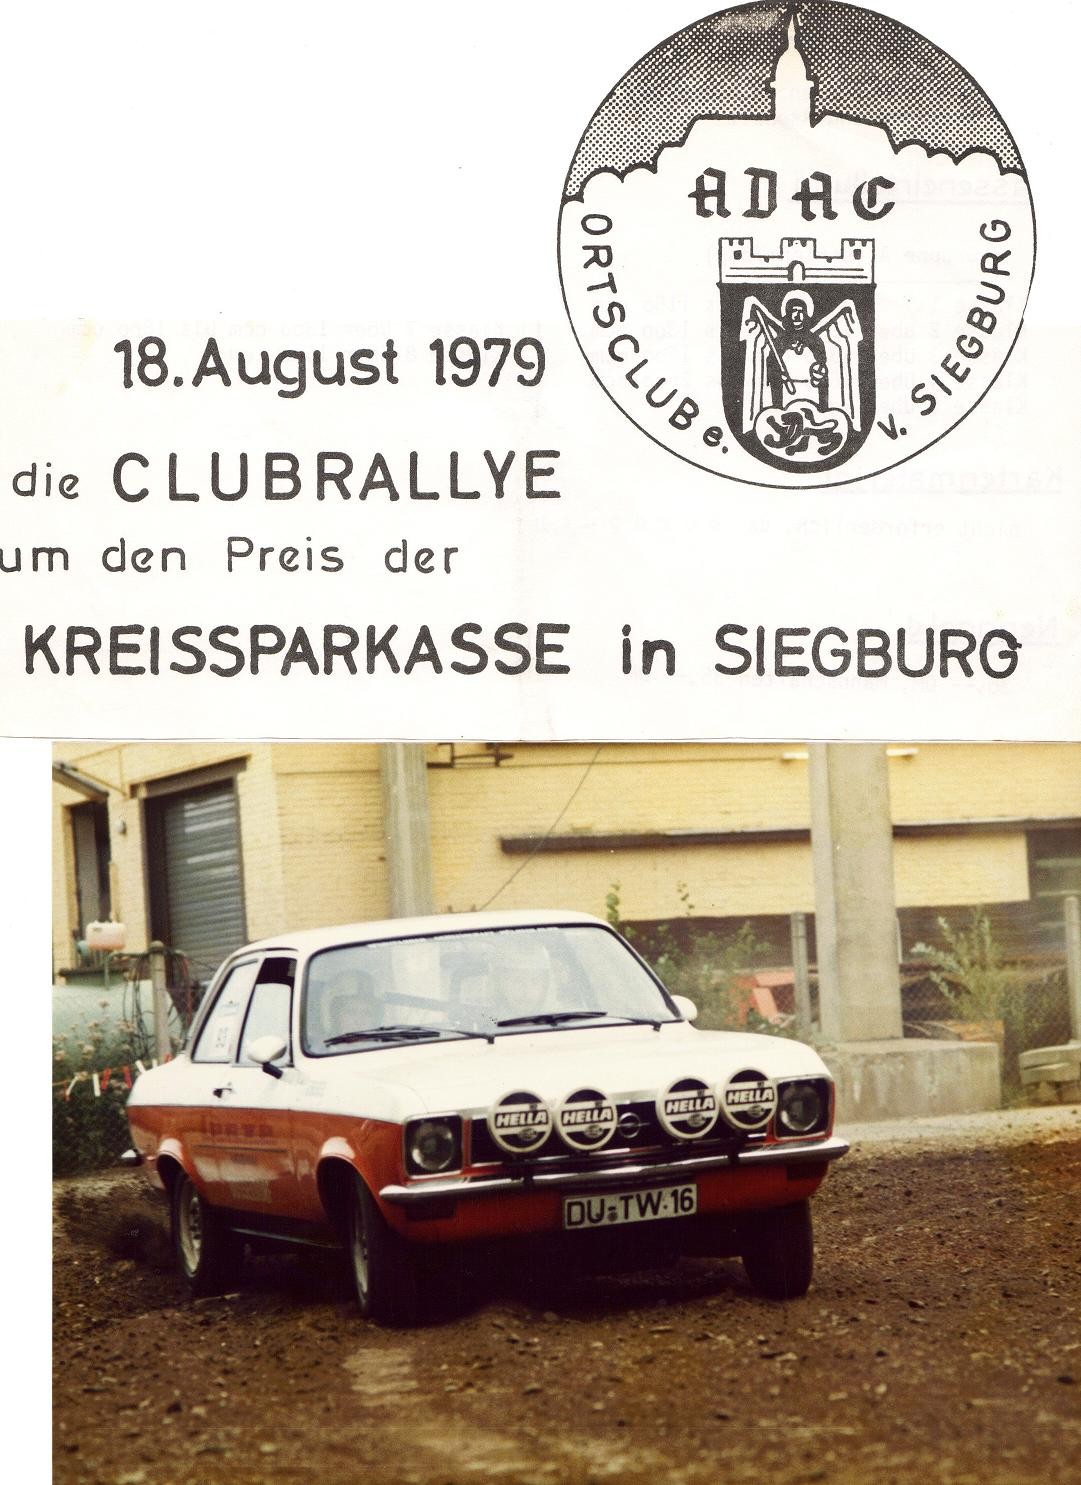 ADAC
ORTSCLUB e. V. SIEGBURG
18. August 1979
die CLUBRALLYE
um den Preis der
KREISSPARKASSE in SIEGBURG
HELLA HELLA HELLA HELLA
DU-TW 16